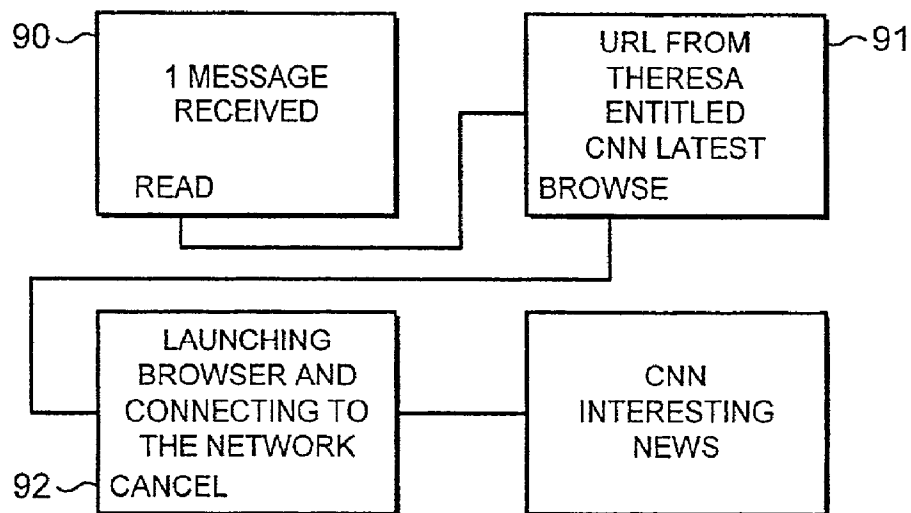 90
1 MESSAGE
RECEIVED
READ
URL FROM
THERESA
ENTITLED
CNN LATEST
BROWSE
91
LAUNCHING
BROWSER AND
CONNECTING TO
THE NETWORK
92
CANCEL
CNN
INTERESTING
NEWS